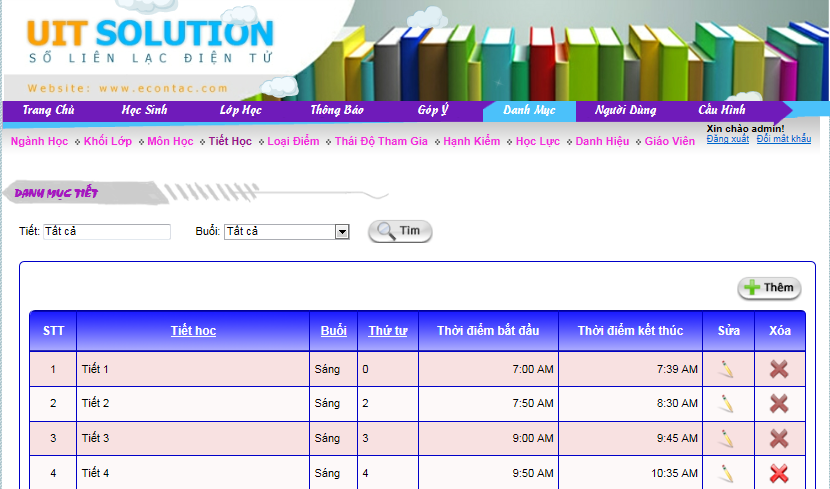 UIT SOLUTION
SỔ LIÊN LẠC ĐIỆN TỬ
Website: www.econtac.com
Trang Chủ Học Sinh Lớp Học Thông Báo Góp Ý Danh Mục Người Dùng Cấu Hình
Xin chào admin!
Đăng xuất Đổi mât khẩu
Ngành Học Khối Lớp Môn Học Tiết Học Loại Điểm Thái Độ Tham Gia Hạnh Kiểm Học Lực Danh Hiệu Giáo Viên
DANH MỤC TIẾT
Tiết: Tất cả Buổi: Tất cả Tìm
Thêm
STT Tiết học Buổi Thứ tự Thời điểm bắt đầu Thời điểm kết thúc Sửa Xóa
1 Tiết 1 Sáng 0 7:00 AM 7:39 AM
2 Tiết 2 Sáng 2 7:50 AM 8:30 AM
3 Tiết 3 Sáng 3 9:00 AM 9:45 AM
4 Tiết 4 Sáng 4 9:50 AM 10:35 AM